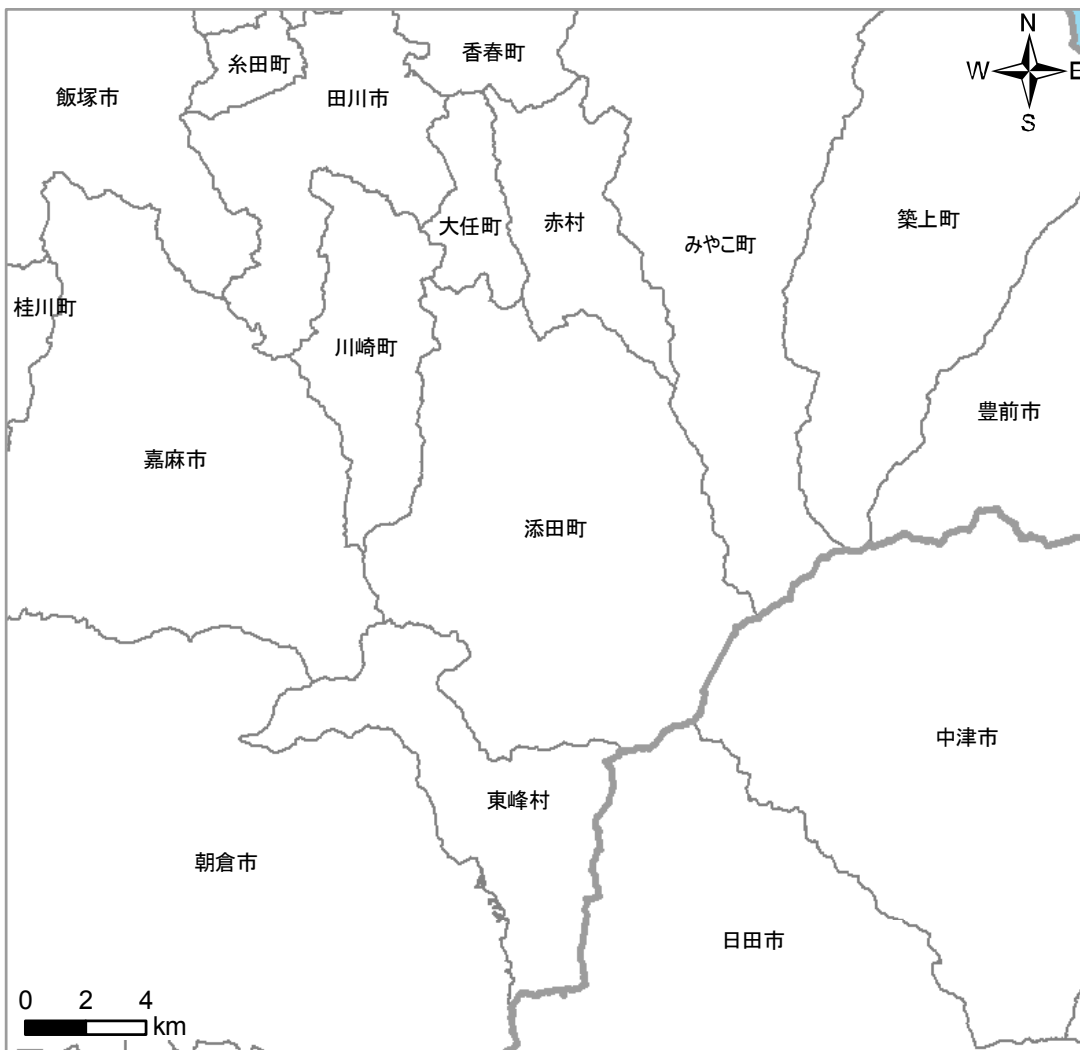 N
香春町
糸田町
W
E
飯塚市
田川市
S
大任町
赤村
築上町
みやこ町
桂川町
川崎町
豊前市
嘉麻市
添田町
中津市
東峰村
朝倉市
日田市
0 2 4
km